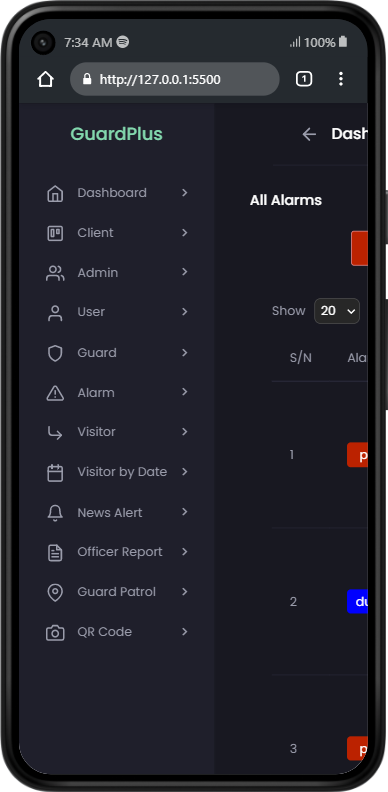 7:34 AM 100%
http://127.0.0.1:5500 1
GuardPlus
Dashboard
Client
Admin
User
Guard
Alarm
Visitor
Visitor by Date
News Alert
Officer Report
Guard Patrol
QR Code
Dash
All Alarms
Show 20
S/N Ala
1 p
2 du
3 p